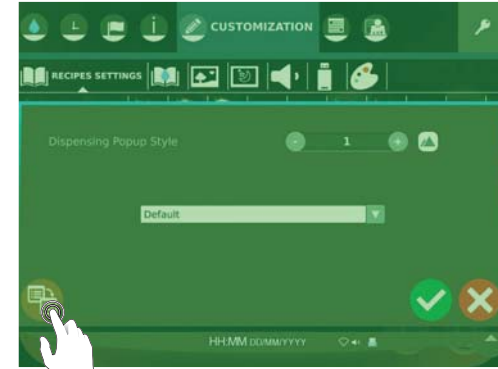 CUSTOMIZATION
RECIPES SETTINGS
Dispensing Popup Style
- 1 +
Default
HH:MM DD/MM/YYYY